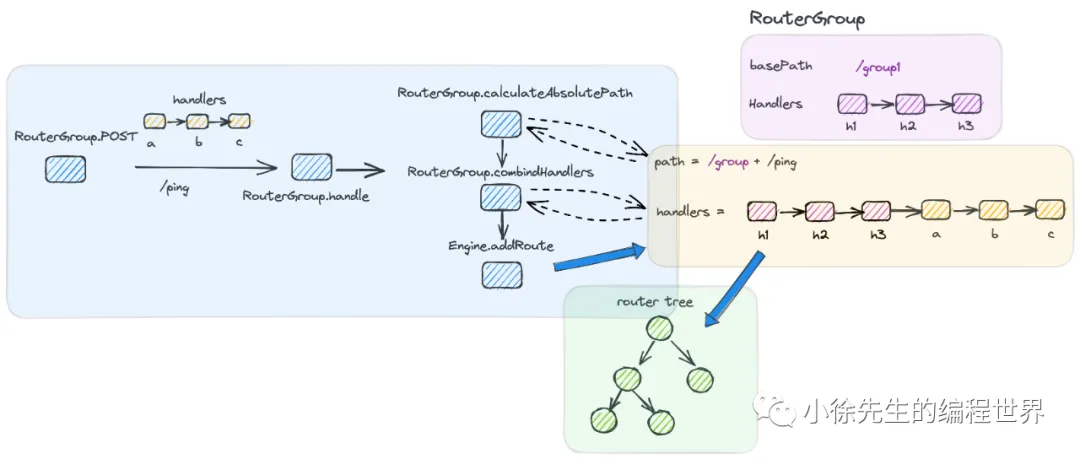 RouterGroup
basePath /group1
Handlers
h1 h2 h3
RouterGroup.POST
handlers
a b c
/ping
RouterGroup.handle
RouterGroup.calculateAbsolutePath
RouterGroup.combindHandlers
Engine.addRoute
path = /group + /ping
handlers =
h1 h2 h3 a b c
router tree
小徐先生的编程世界